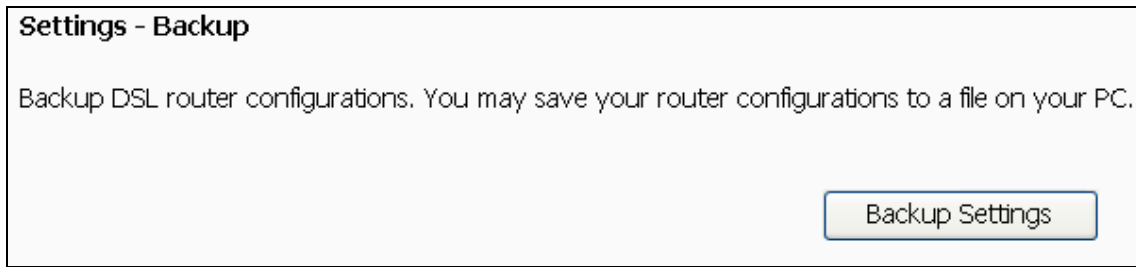 Settings - Backup
Backup DSL router configurations. You may save your router configurations to a file on your PC.
Backup Settings